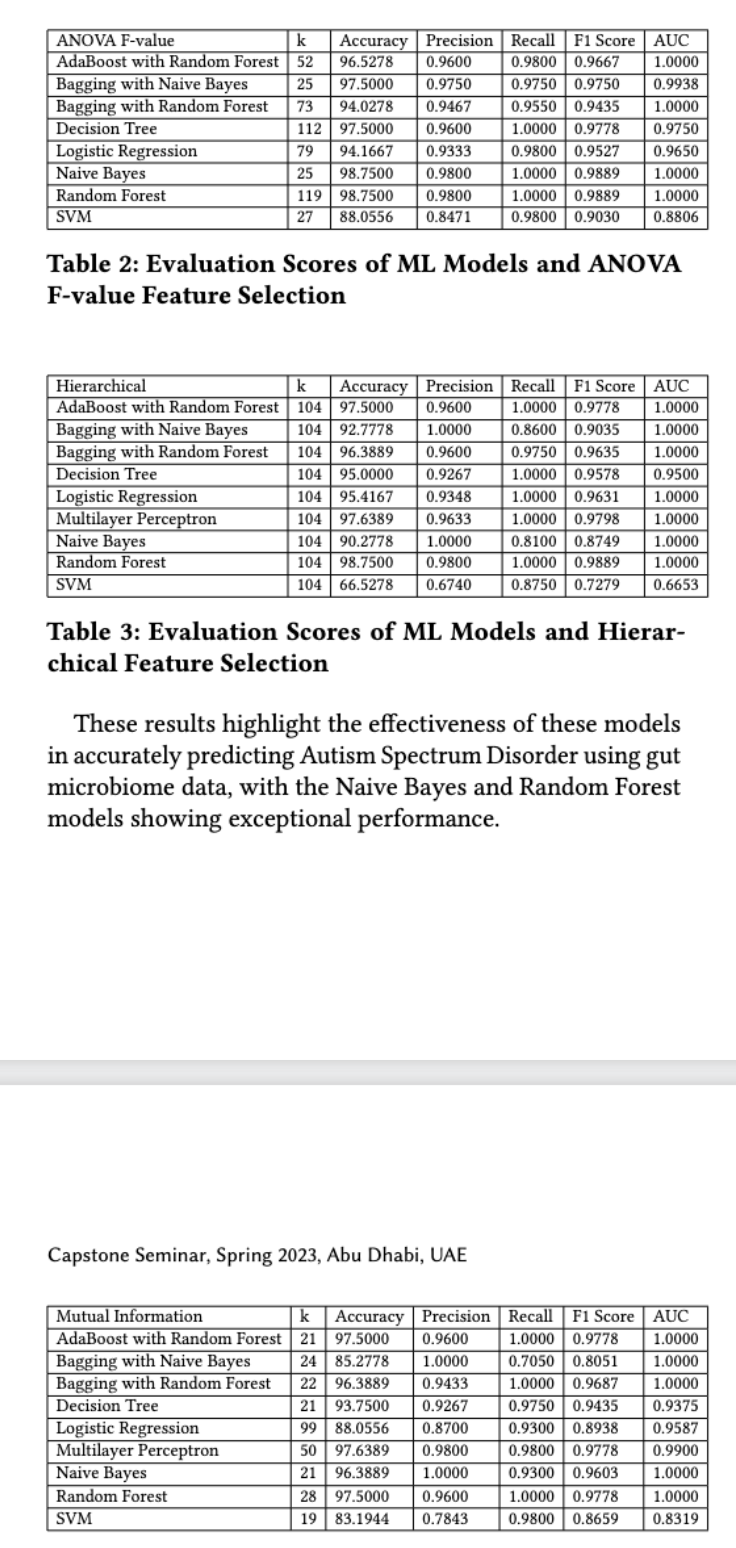 ANOVA F-value k Accuracy Precision Recall F1 Score AUC
AdaBoost with Random Forest 52 96.5278 0.9600 0.9800 0.9667 1.0000
Bagging with Naive Bayes 25 97.5000 0.9750 0.9750 0.9750 0.9938
Bagging with Random Forest 73 94.0278 0.9467 0.9550 0.9435 1.0000
Decision Tree 112 97.5000 0.9600 1.0000 0.9778 0.9750
Logistic Regression 79 94.1667 0.9333 0.9800 0.9527 0.9650
Naive Bayes 25 98.7500 0.9800 1.0000 0.9889 1.0000
Random Forest 119 98.7500 0.9800 1.0000 0.9889 1.0000
SVM 27 88.0556 0.8471 0.9800 0.9030 0.8806
Table 2: Evaluation Scores of ML Models and ANOVA
F-value Feature Selection
Hierarchical k Accuracy Precision Recall F1 Score AUC
AdaBoost with Random Forest 104 97.5000 0.9600 1.0000 0.9778 1.0000
Bagging with Naive Bayes 104 92.7778 1.0000 0.8600 0.9035 1.0000
Bagging with Random Forest 104 96.3889 0.9600 0.9750 0.9635 1.0000
Decision Tree 104 95.0000 0.9267 1.0000 0.9578 0.9500
Logistic Regression 104 95.4167 0.9348 1.0000 0.9631 1.0000
Multilayer Perceptron 104 97.6389 0.9633 1.0000 0.9798 1.0000
Naive Bayes 104 90.2778 1.0000 0.8100 0.8749 1.0000
Random Forest 104 98.7500 0.9800 1.0000 0.9889 1.0000
SVM 104 66.5278 0.6740 0.8750 0.7279 0.6653
Table 3: Evaluation Scores of ML Models and Hierar-
chical Feature Selection
These results highlight the effectiveness of these models
in accurately predicting Autism Spectrum Disorder using gut
microbiome data, with the Naive Bayes and Random Forest
models showing exceptional performance.
Capstone Seminar, Spring 2023, Abu Dhabi, UAE
Mutual Information k Accuracy Precision Recall F1 Score AUC
AdaBoost with Random Forest 21 97.5000 0.9600 1.0000 0.9778 1.0000
Bagging with Naive Bayes 24 85.2778 1.0000 0.7050 0.8051 1.0000
Bagging with Random Forest 22 96.3889 0.9433 1.0000 0.9687 1.0000
Decision Tree 21 93.7500 0.9267 0.9750 0.9435 0.9375
Logistic Regression 99 88.0556 0.8700 0.9300 0.8938 0.9587
Multilayer Perceptron 50 97.6389 0.9800 0.9800 0.9778 0.9900
Naive Bayes 21 96.3889 1.0000 0.9300 0.9603 1.0000
Random Forest 28 97.5000 0.9600 1.0000 0.9778 1.0000
SVM 19 83.1944 0.7843 0.9800 0.8659 0.8319